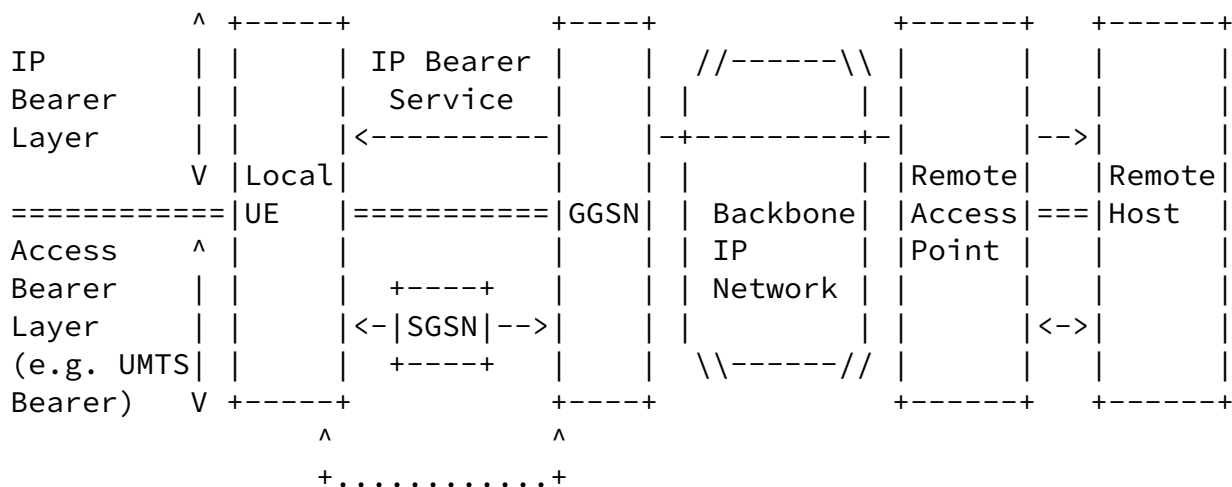 ^ +-----+           +----+             +------+   +------+
IP          | |     | IP Bearer |    |  //------\\ |      |   |      |
Bearer      | |     |  Service  |    | |         | |      |   |      |
Layer       | |     |<----------|    |-+---------+-|      |-->|      |
            V |Local|           |    | |         | |Remote|   |Remote|
============|UE   |===========|GGSN| | Backbone| |Access|===|Host  |
Access      ^ |     |           |    | | IP      | |Point |   |      |
Bearer      | |     |  +----+   |    | | Network | |      |   |      |
Layer       | |     |<-|SGSN|-->|    | |         | |      |<->|      |
(e.g. UMTS| |     |  +----+   |    |  \\------// |      |   |      |
Bearer)     V +-----+           +----+             +------+   +------+
                   ^            ^
                   +............+